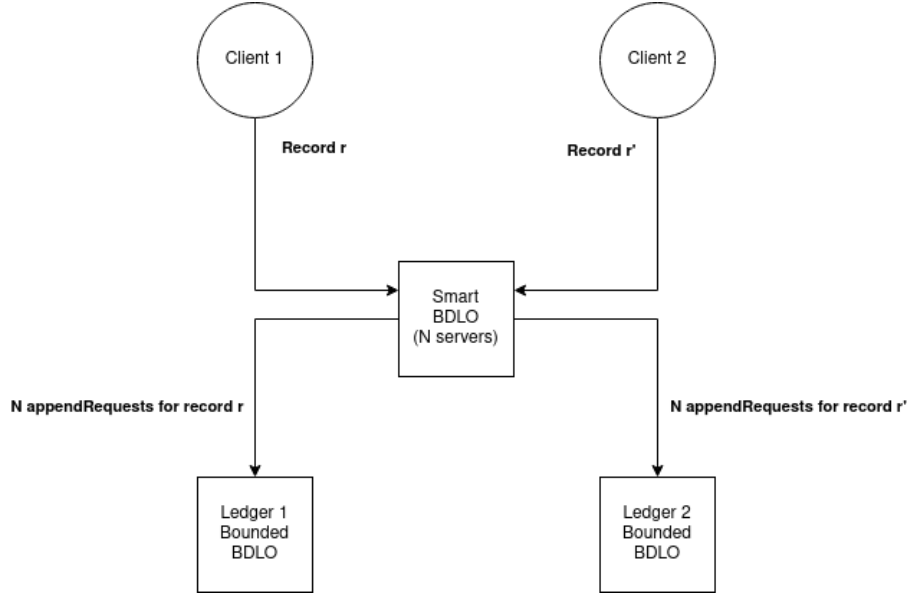 Client 1
Client 2
Record r
Record r'
Smart
BDLO
(N servers)
N appendRequests for record r
N appendRequests for record r'
Ledger 1
Bounded
BDLO
Ledger 2
Bounded
BDLO